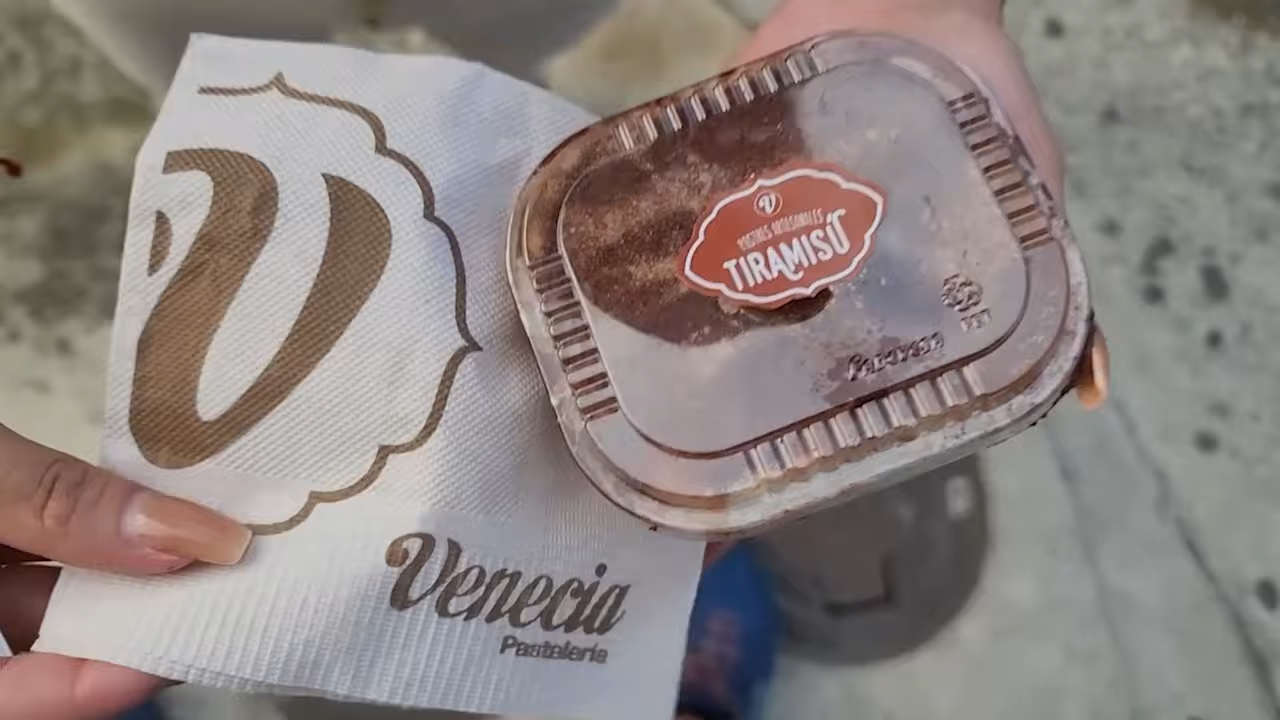 V
Venecia
Pastelería
V
POSTRES ARTESANALES
TIRAMISÚ